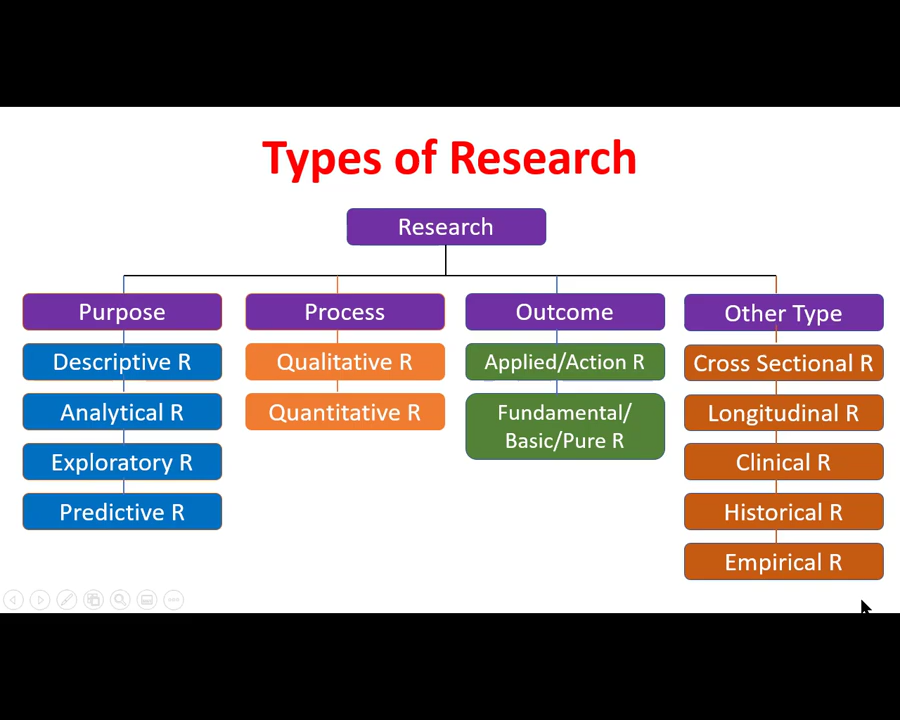 Types of Research
Research
Purpose
Descriptive R
Analytical R
Exploratory R
Predictive R
Process
Qualitative R
Quantitative R
Outcome
Applied/Action R
Fundamental/
Basic/Pure R
Other Type
Cross Sectional R
Longitudinal R
Clinical R
Historical R
Empirical R